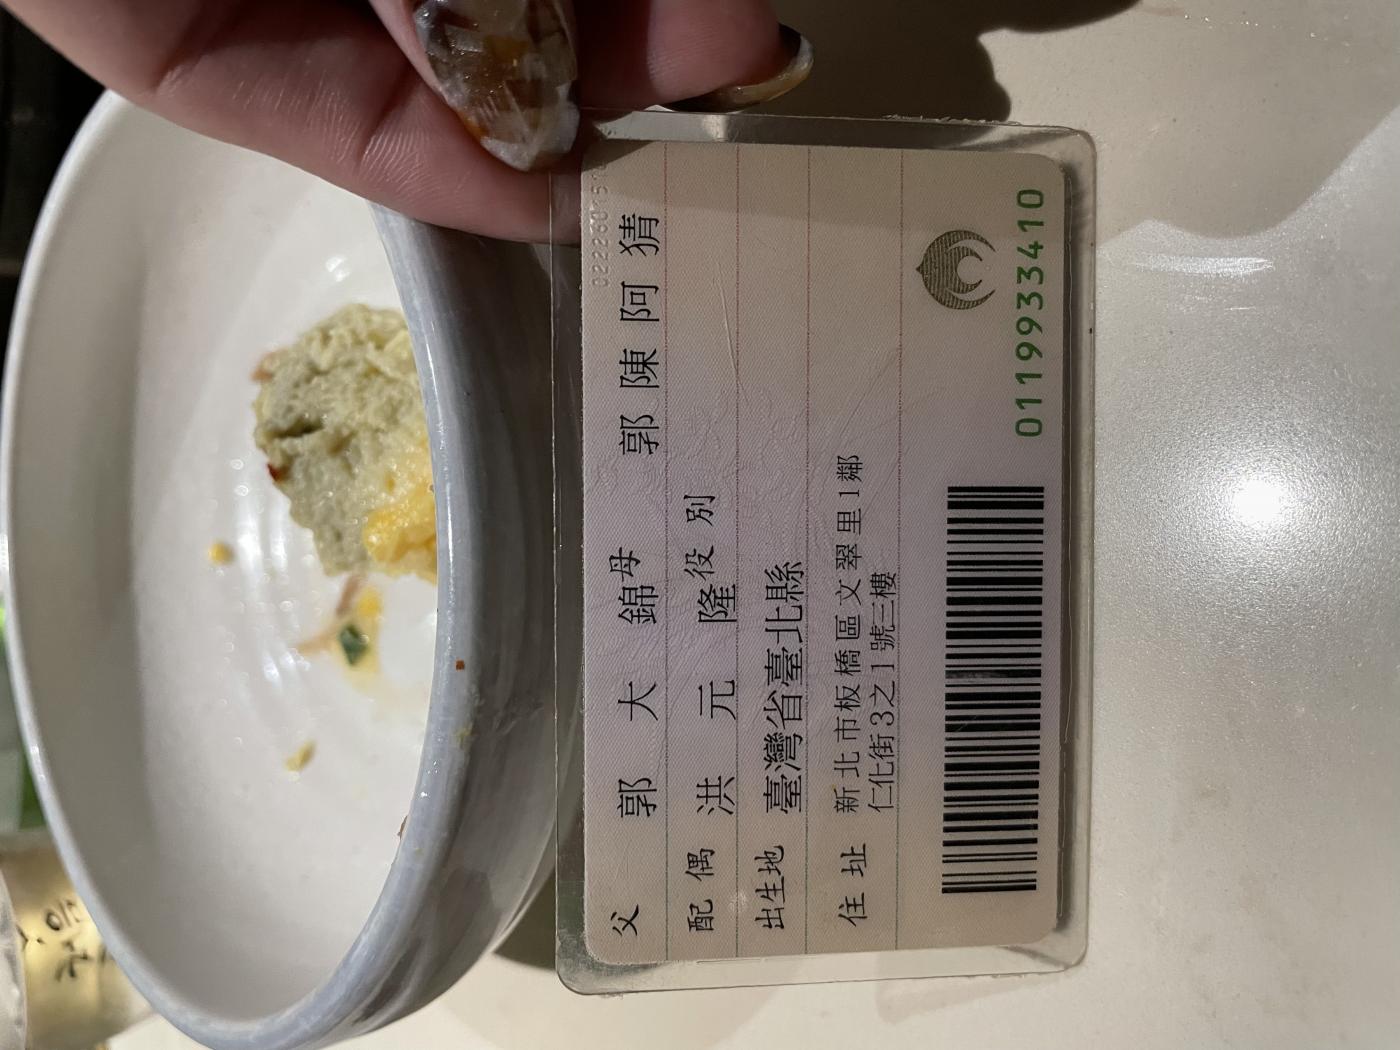 父 郭大錦 母 郭陳阿猜
配偶 洪元隆 役別
出生地 臺灣省臺北縣
住址 新北市板橋區文翠里1鄰
仁化街3之1號三樓
0119933410